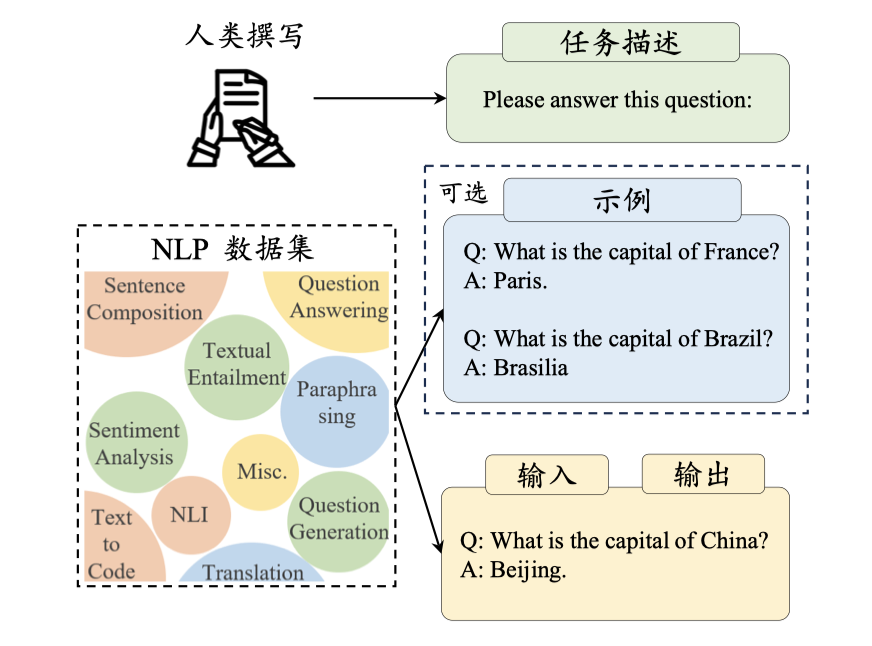 人类撰写
任务描述
Please answer this question:
可选
示例
Q: What is the capital of France?
A: Paris.
Q: What is the capital of Brazil?
A: Brasilia
NLP 数据集
Sentence
Composition
Question
Answering
Textual
Entailment
Paraphra
sing
Sentiment
Analysis
Misc.
NLI
Question
Generation
Text
to
Code
Translation
输入
输出
Q: What is the capital of China?
A: Beijing.